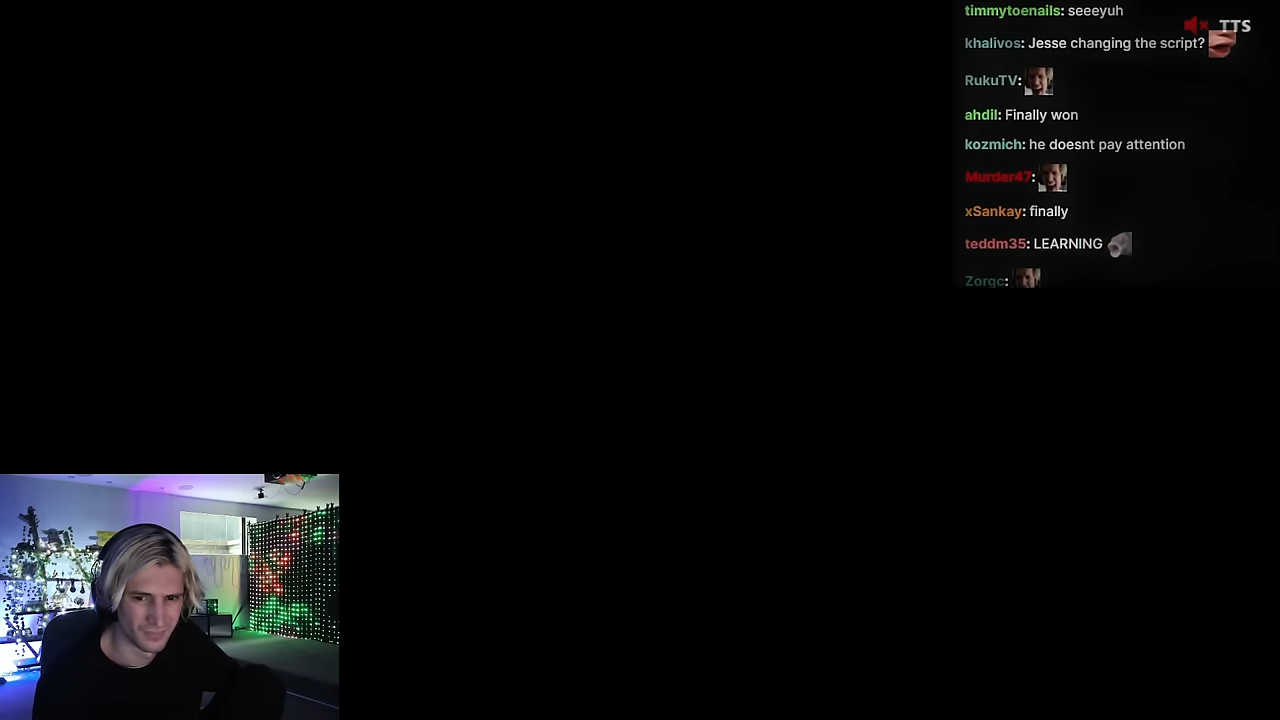 timmytoenails: seeeyuh
TTS
khalivos: Jesse changing the script?
RukuTV:
ahdil: Finally won
kozmich: he doesnt pay attention
Murder47:
xSankay: finally
teddm35: LEARNING
Zorgc: